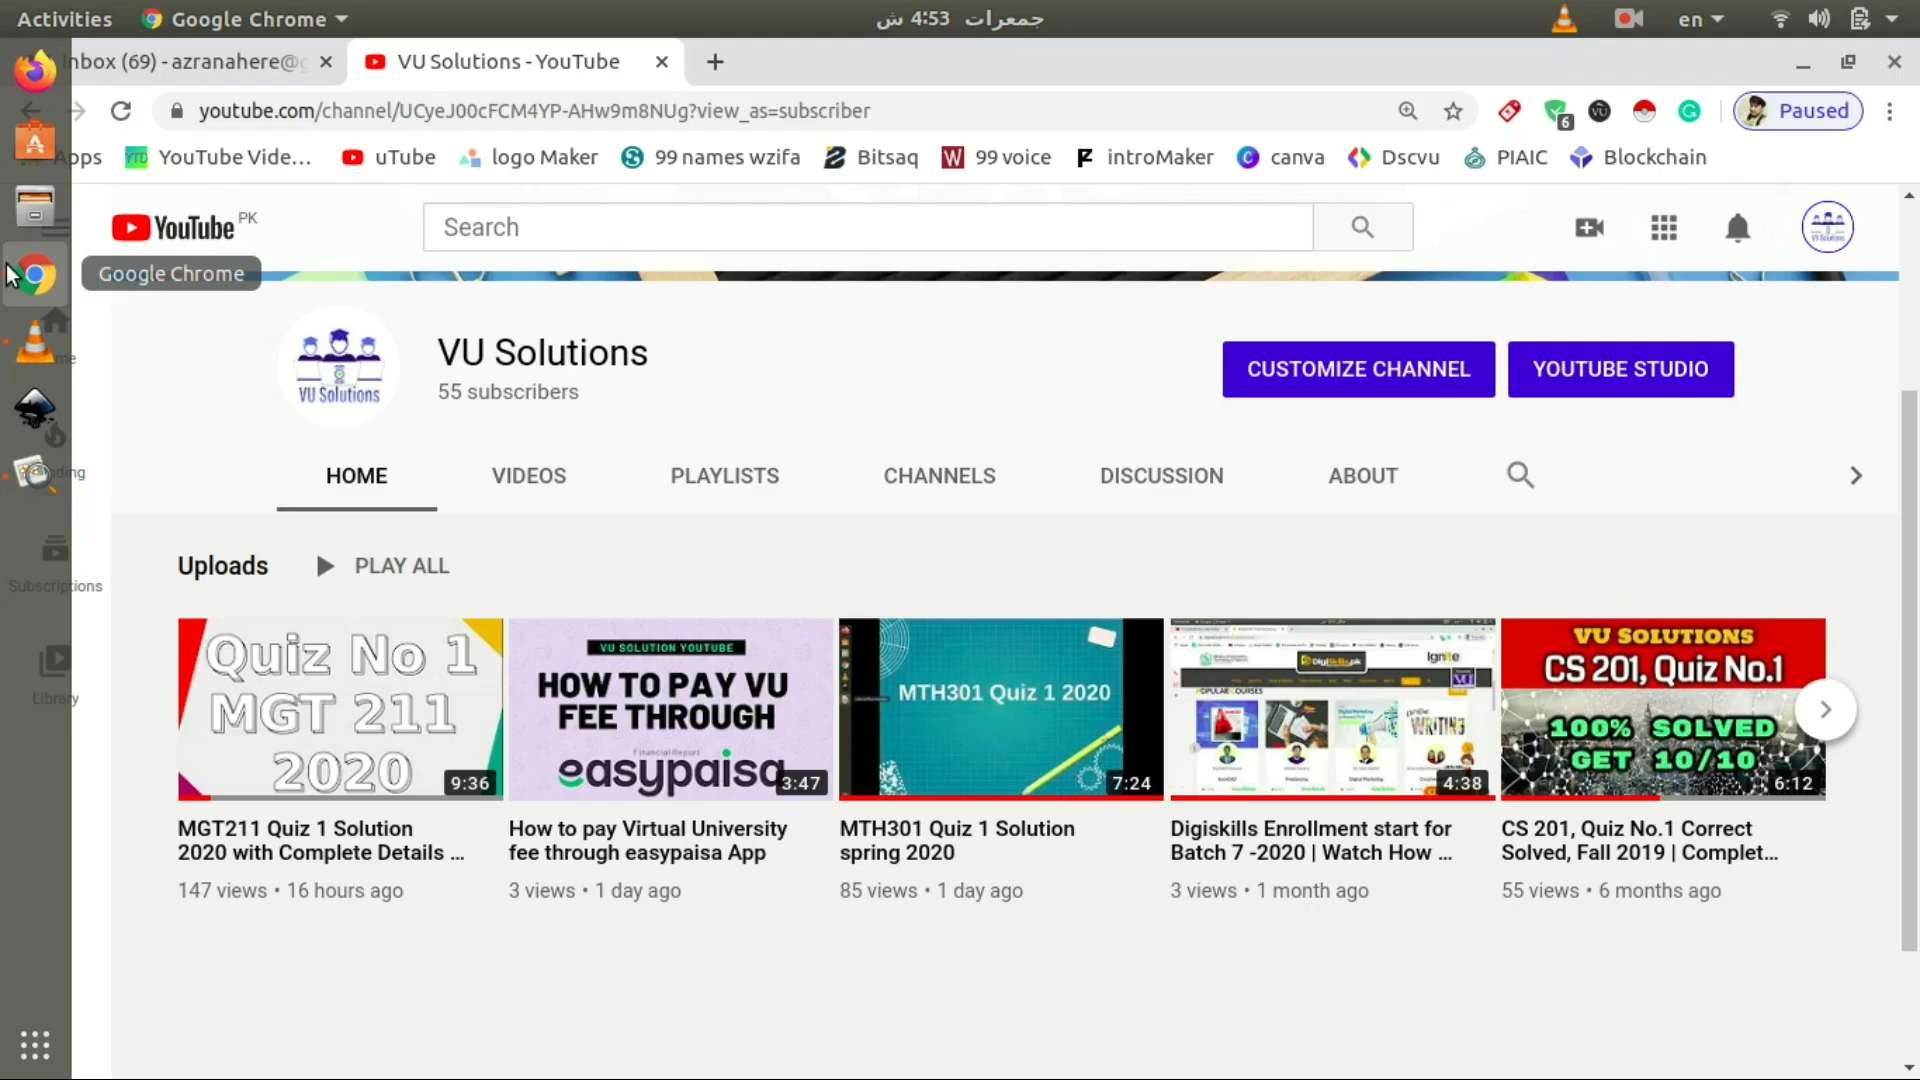 Activities
Google Chrome
جمعرات 4:53 ش
en
Inbox (69) - azranahere@g
VU Solutions - YouTube
youtube.com/channel/UCyeJ00cFCM4YP-AHw9m8NUg?view_as=subscriber
6
Paused
Apps
YouTube Vide...
uTube
logo Maker
99 names wzifa
Bitsaq
99 voice
introMaker
canva
Dscvu
PIAIC
Blockchain
YouTube PK
Search
Google Chrome
VU Solutions
VU Solutions
55 subscribers
CUSTOMIZE CHANNEL
YOUTUBE STUDIO
HOME
VIDEOS
PLAYLISTS
CHANNELS
DISCUSSION
ABOUT
Subscriptions
Library
Uploads
PLAY ALL
Quiz No 1
MGT 211
2020
9:36
MGT211 Quiz 1 Solution
2020 with Complete Details ...
147 views • 16 hours ago
VU SOLUTION YOUTUBE
HOW TO PAY VU
FEE THROUGH
Financial Report
easypaisa
3:47
How to pay Virtual University
fee through easypaisa App
3 views • 1 day ago
MTH301 Quiz 1 2020
7:24
MTH301 Quiz 1 Solution
spring 2020
85 views • 1 day ago
DigiSkills.pk
Ignite
POPULAR COURSES
WRITING
4:38
Digiskills Enrollment start for
Batch 7 -2020 | Watch How ...
3 views • 1 month ago
VU SOLUTIONS
CS 201, Quiz No.1
100% SOLVED
GET 10/10
6:12
CS 201, Quiz No.1 Correct
Solved, Fall 2019 | Complet...
55 views • 6 months ago